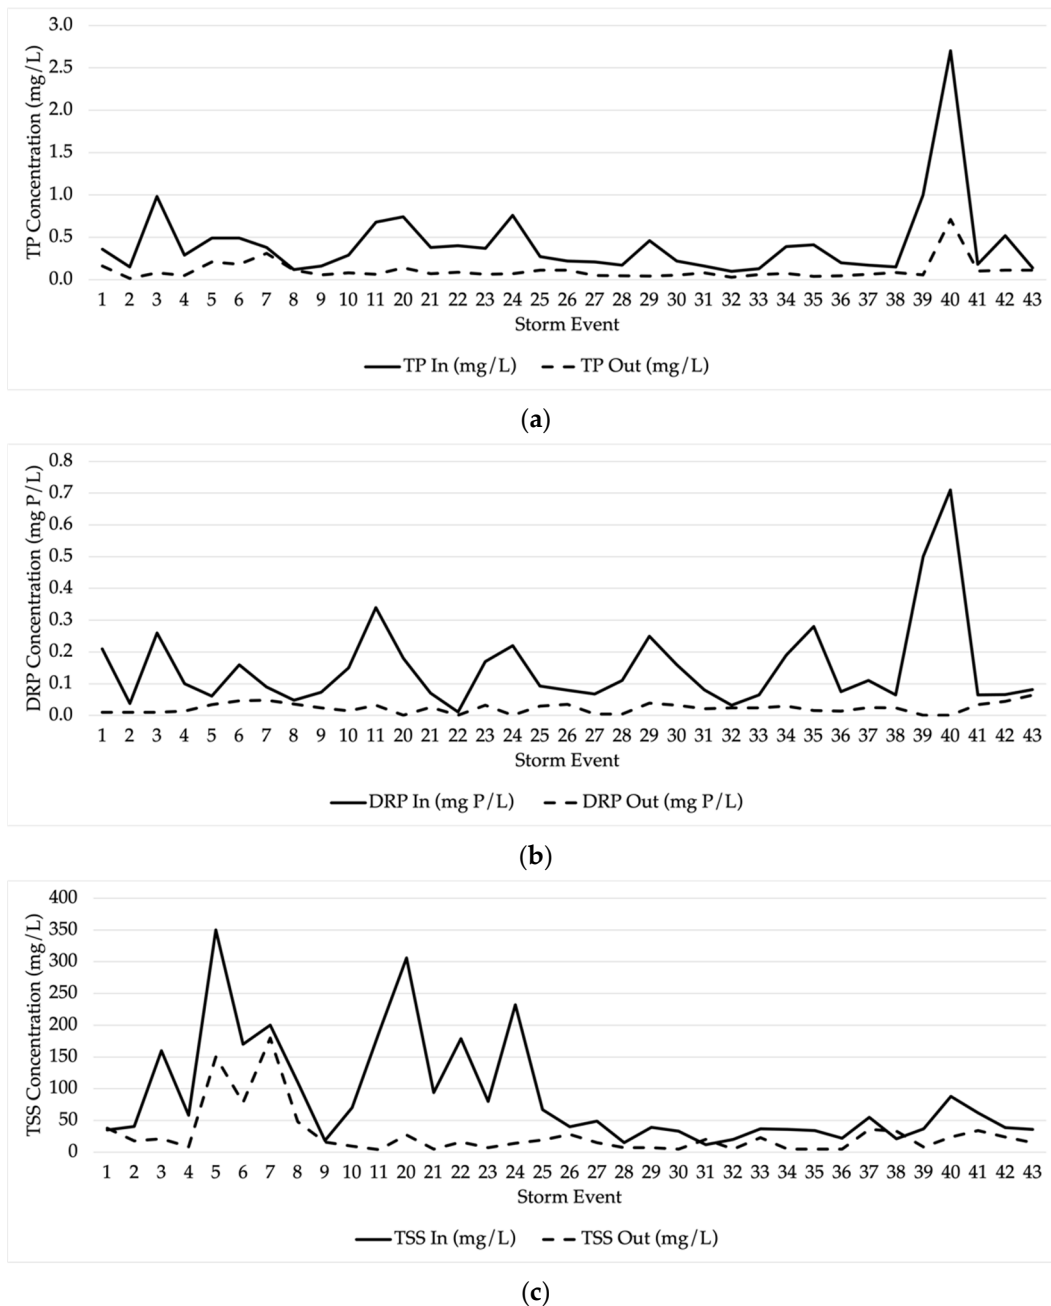 TP Concentration (mg/L)
3.0
2.5
2.0
1.5
1.0
0.5
0.0
1 2 3 4 5 6 7 8 9 10 11 20 21 22 23 24 25 26 27 28 29 30 31 32 33 34 35 36 37 38 39 40 41 42 43
Storm Event
TP In (mg/L) TP Out (mg/L)
(a)
DRP Concentration (mg P/L)
0.8
0.7
0.6
0.5
0.4
0.3
0.2
0.1
0.0
1 2 3 4 5 6 7 8 9 10 11 20 21 22 23 24 25 26 27 28 29 30 31 32 33 34 35 36 37 38 39 40 41 42 43
Storm Event
DRP In (mg P/L) DRP Out (mg P/L)
(b)
TSS Concentration (mg/L)
400
350
300
250
200
150
100
50
0
1 2 3 4 5 6 7 8 9 10 11 20 21 22 23 24 25 26 27 28 29 30 31 32 33 34 35 36 37 38 39 40 41 42 43
Storm Event
TSS In (mg/L) TSS Out (mg/L)
(c)